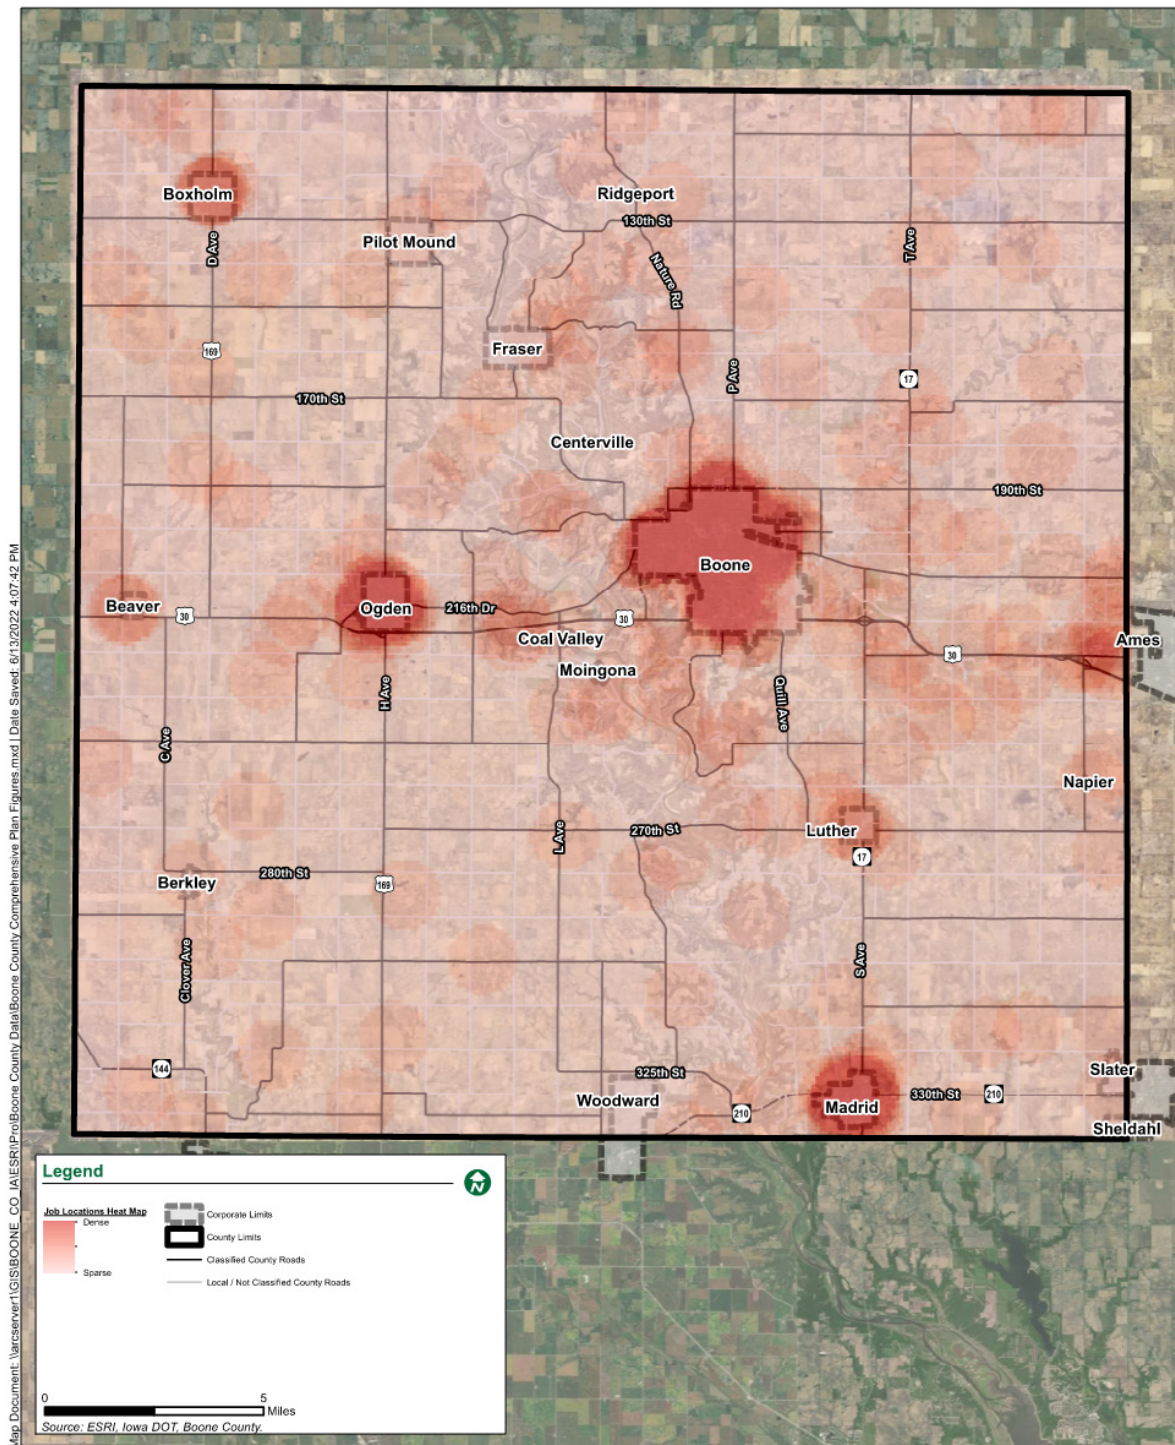 Boxholm
Ridgeport
130th St
Pilot Mound
D Ave
T Ave
Nature Rd
Fraser
169
P Ave
17
170th St
Centerville
190th St
Boone
Beaver
30
Ogden
216th Dr
30
Coal Valley
Ames
30
Moingona
H Ave
Quill Ave
C Ave
Napier
L Ave
270th St
Luther
17
280th St
Berkley
169
Clover Ave
S Ave
144
325th St
Slater
Woodward
210
Madrid
330th St
210
Sheldahl
Map Document: \\arcserver1\GIS\BOONE_CO_IA\ESRI\Pro\Boone County Data\Boone County Comprehensive Plan Figures.mxd | Date Saved: 6/13/2022 4:07:42 PM
Legend
N
Job Locations Heat Map
Dense
Sparse
Corporate Limits
County Limits
Classified County Roads
Local / Not Classified County Roads
0 5
Miles
Source: ESRI, Iowa DOT, Boone County.